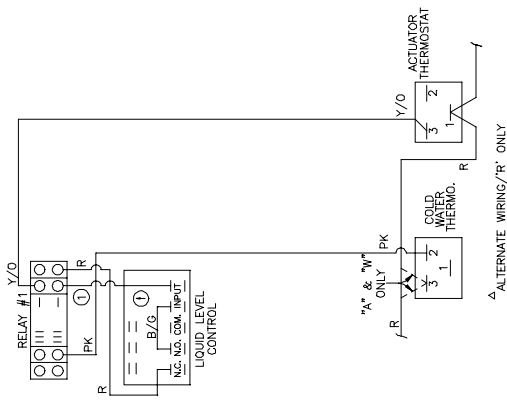 Y/O
RELAY #1
R
PK
1
1
N.C. N.O. COM. INPUT
B/G
LIQUID LEVEL
CONTROL
R
ACTUATOR
THERMOSTAT
Y/O
3 1 2
R
PK
"A" & "W"
ONLY
COLD
WATER
THERMO.
3 1 2
R
△ ALTERNATE WIRING/'R' ONLY